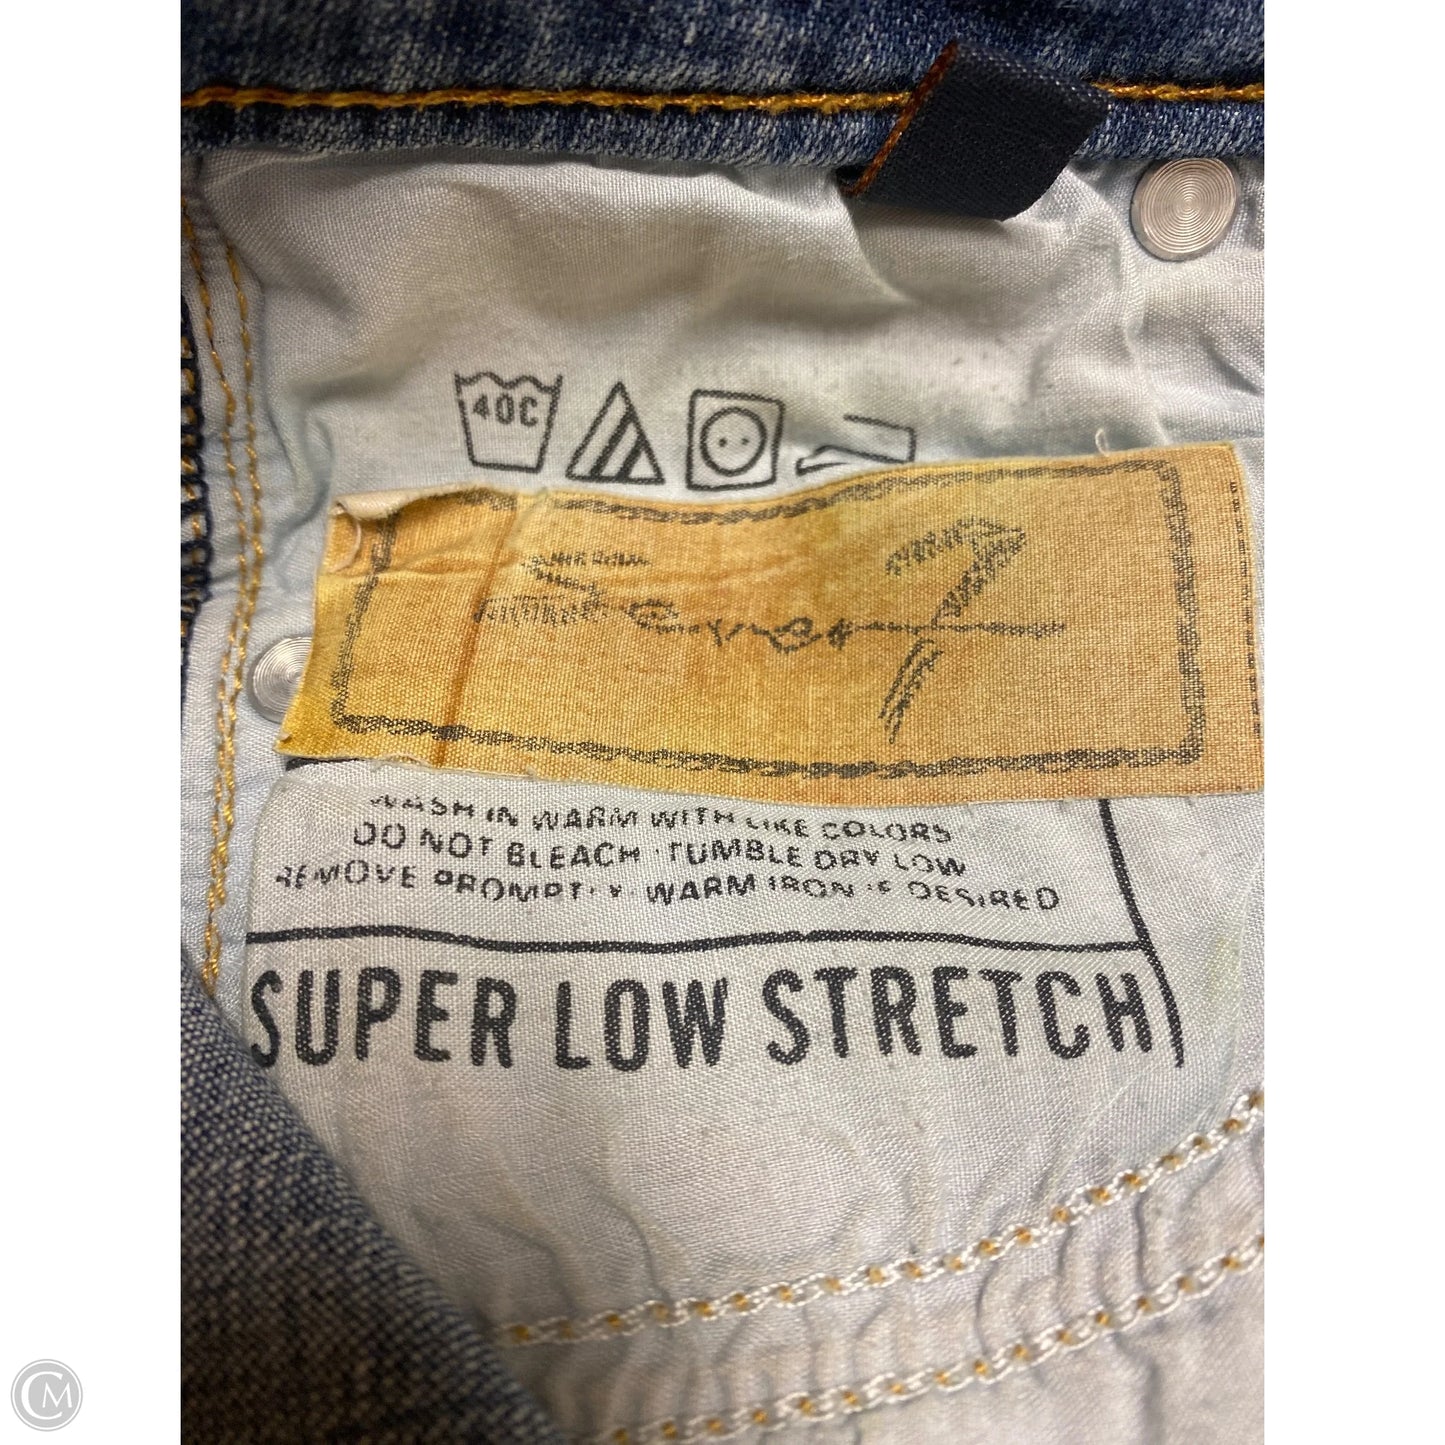 40C
WASH IN WARM WITH LIKE COLORS
DO NOT BLEACH · TUMBLE DRY LOW
REMOVE PROMPTLY · WARM IRON IF DESIRED
SUPER LOW STRETCH
CM